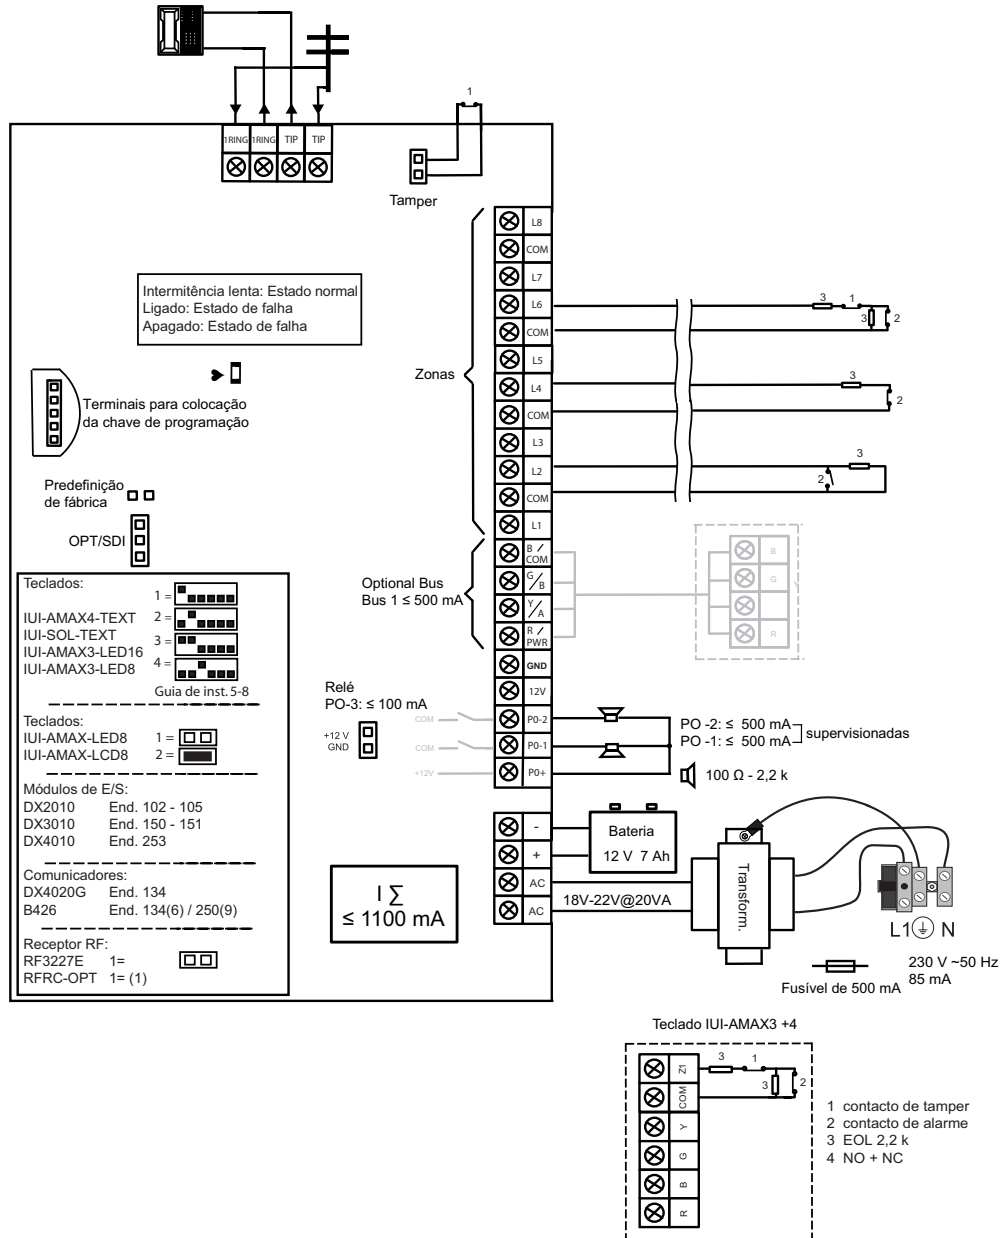 1RING 1RING TIP TIP
1
Tamper
L8
COM
L7
L6
COM
L5
L4
COM
L3
L2
COM
L1
Zonas
3 1
3 2
3
2
3
2
Intermitência lenta: Estado normal
Ligado: Estado de falha
Apagado: Estado de falha
Terminais para colocação
da chave de programação
Predefinição
de fábrica
OPT/SDI
Optional Bus
Bus 1 ≤ 500 mA
B / COM
G / B
Y / A
R / PWR
GND
12V
P0-2
P0-1
P0+
B
G
R
Teclados:
1 =
IUI-AMAX4-TEXT 2 =
IUI-SOL-TEXT
IUI-AMAX3-LED16 3 =
IUI-AMAX3-LED8 4 =
Guia de inst. 5-8
Teclados:
IUI-AMAX-LED8 1 =
IUI-AMAX-LCD8 2 =
Módulos de E/S:
DX2010 End. 102 - 105
DX3010 End. 150 - 151
DX4010 End. 253
Comunicadores:
DX4020G End. 134
B426 End. 134(6) / 250(9)
Receptor RF:
RF3227E 1=
RFRC-OPT 1= (1)
Relé
PO-3: ≤ 100 mA
+12 V
GND
COM
COM
+12V
PO -2: ≤ 500 mA
PO -1: ≤ 500 mA
supervisionadas
100 Ω - 2,2 k
-
+
AC
AC
Bateria
12 V 7 Ah
18V-22V@20VA
Transform.
I Σ
≤ 1100 mA
L1 N
230 V ~50 Hz
85 mA
Fusível de 500 mA
Teclado IUI-AMAX3 +4
Z1
COM
Y
G
B
R
3 1
3 2
1 contacto de tamper
2 contacto de alarme
3 EOL 2,2 k
4 NO + NC